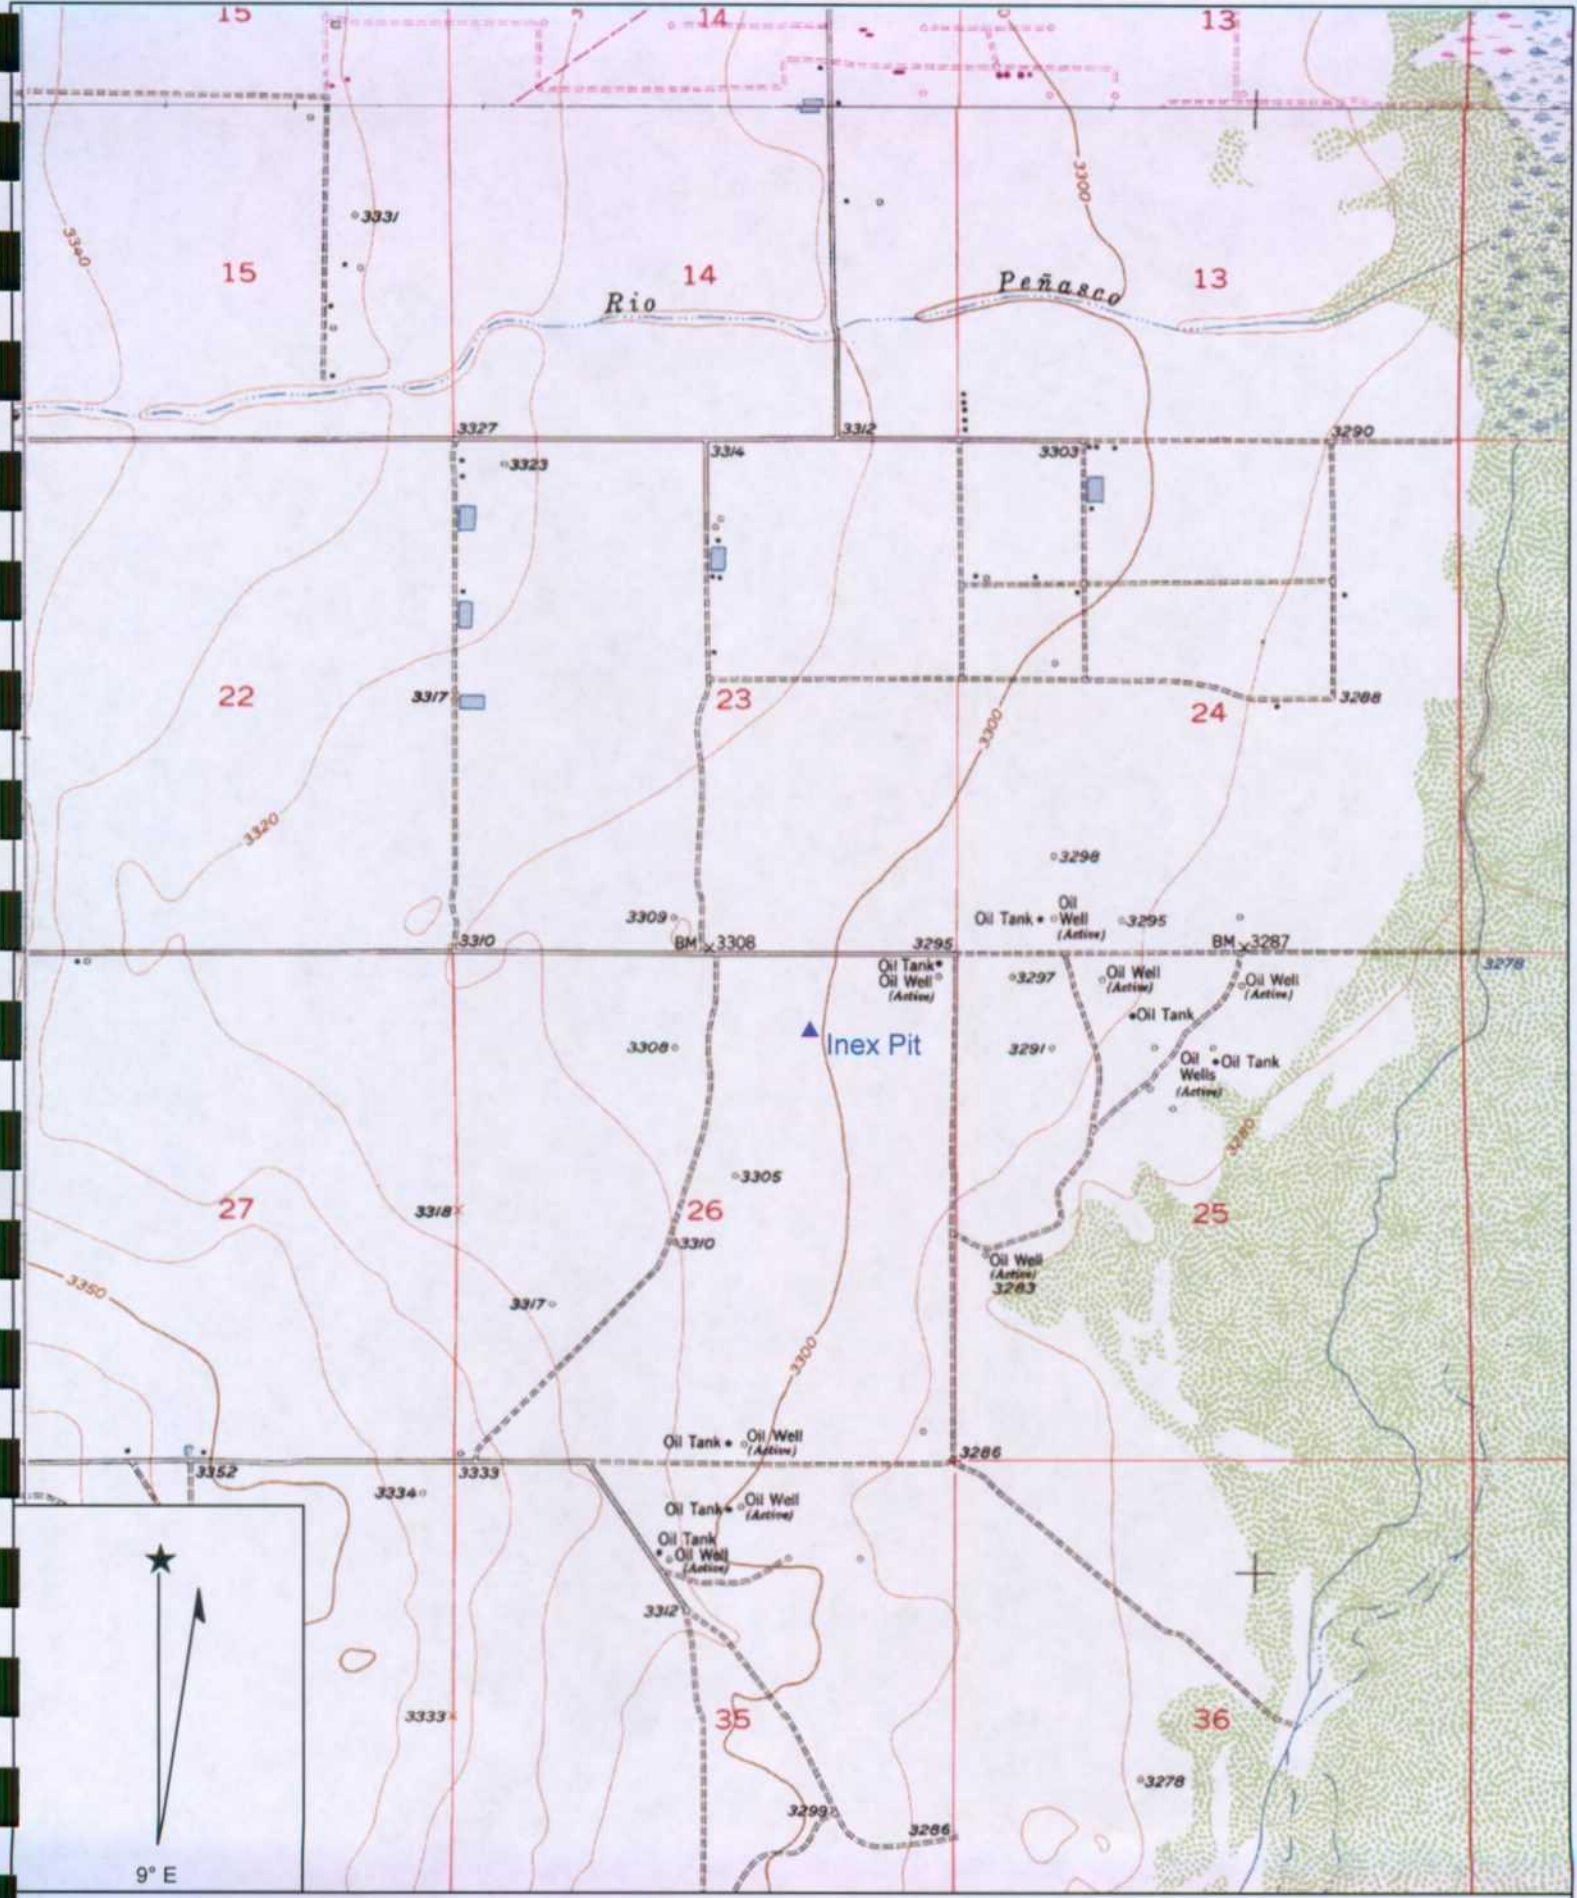 15
14
13
3331
3340
3300
15
14
13
Rio
Peñasco
3327
3312
3290
3314
3303
3323
22
3317
23
24
3288
3300
3320
3298
3309
Oil Tank
Oil
Well
(Active)
3295
3310
BM 3308
3295
BM 3287
3278
Oil Tank
Oil Well
(Active)
3297
Oil Well
(Active)
Oil Well
(Active)
Oil Tank
Inex Pit
3308
3291
Oil
Wells
(Active)
Oil Tank
3280
3305
27
3318
26
25
3310
Oil Well
(Active)
3283
3350
3317
3300
Oil Tank
Oil Well
(Active)
3286
3352
3333
3334
Oil Tank
Oil Well
(Active)
Oil Tank
Oil Well
(Active)
3312
3333
35
36
3278
3299
3286
9° E